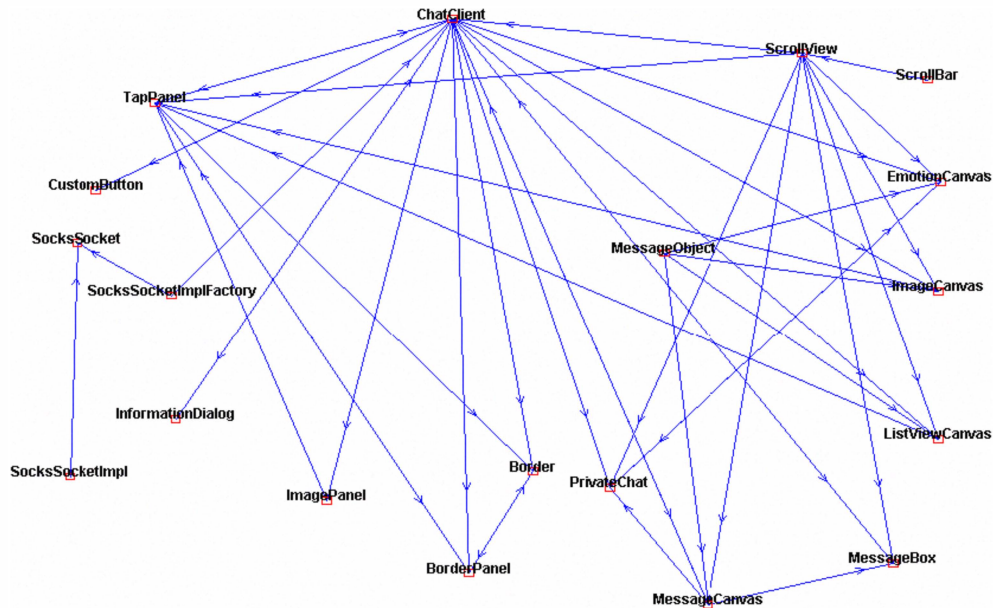 ChatClient
ScrollView
ScrollBar
TapPanel
EmotionCanvas
CustomButton
SocksSocket
MessageObject
SocksSocketImplFactory
ImageCanvas
InformationDialog
ListViewCanvas
SocksSocketImpl
Border
PrivateChat
ImagePanel
MessageBox
BorderPanel
MessageCanvas